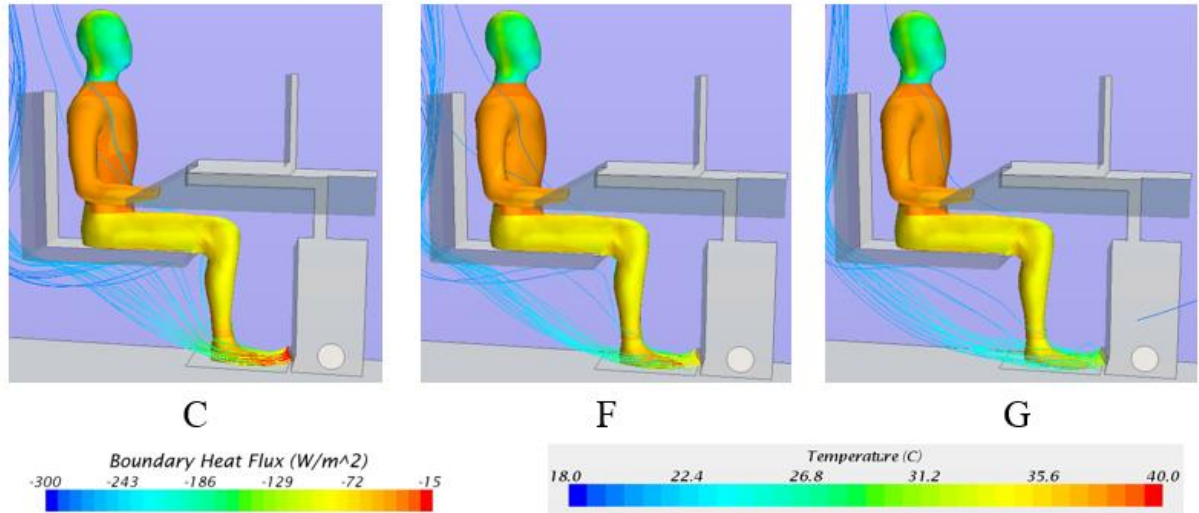 C F G
Boundary Heat Flux (W/m^2)
-300 -243 -186 -129 -72 -15
Temperature (C)
18.0 22.4 26.8 31.2 35.6 40.0